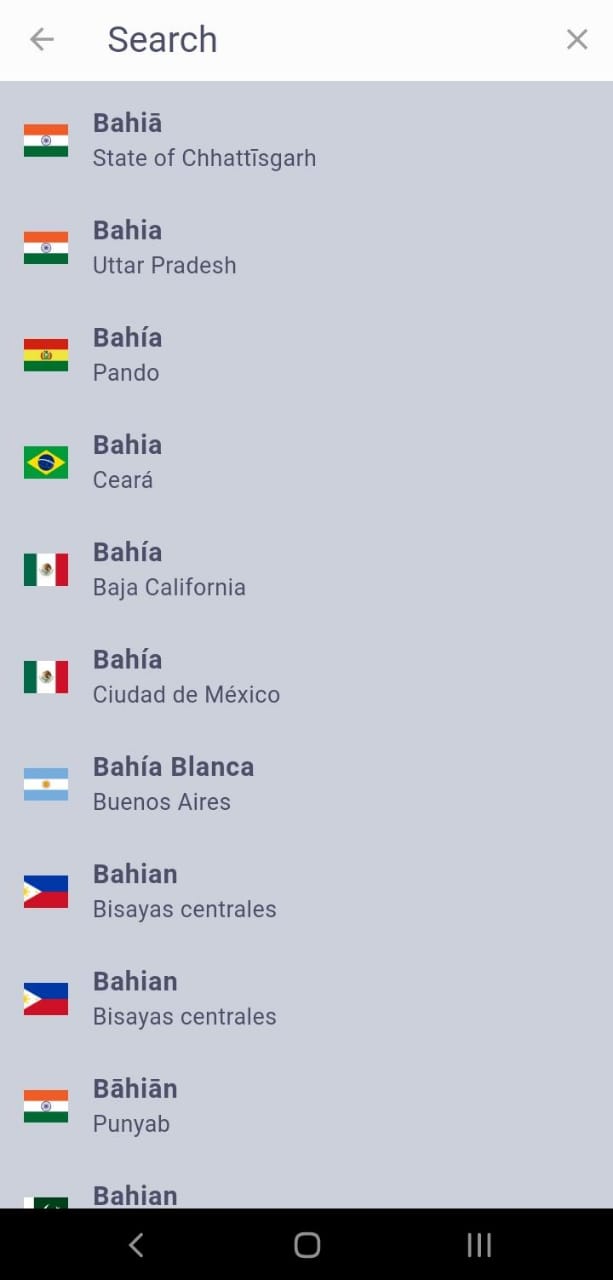 Search
Bahiā
State of Chhattīsgarh
Bahia
Uttar Pradesh
Bahía
Pando
Bahia
Ceará
Bahía
Baja California
Bahía
Ciudad de México
Bahía Blanca
Buenos Aires
Bahian
Bisayas centrales
Bahian
Bisayas centrales
Bāhiān
Punyab
Bahian